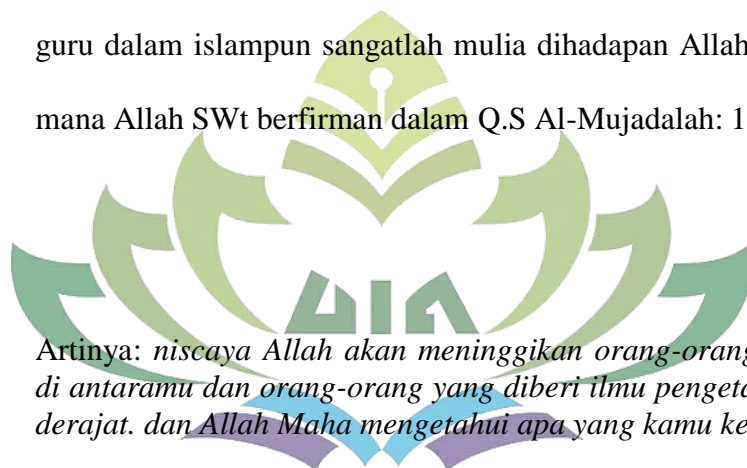 guru dalam islampun sangatlah mulia dihadapan Allah
mana Allah SWt berfirman dalam Q.S Al-Mujadalah: 1
UIN
Artinya: niscaya Allah akan meninggikan orang-orang
di antaramu dan orang-orang yang diberi ilmu pengeta
derajat. dan Allah Maha mengetahui apa yang kamu ke